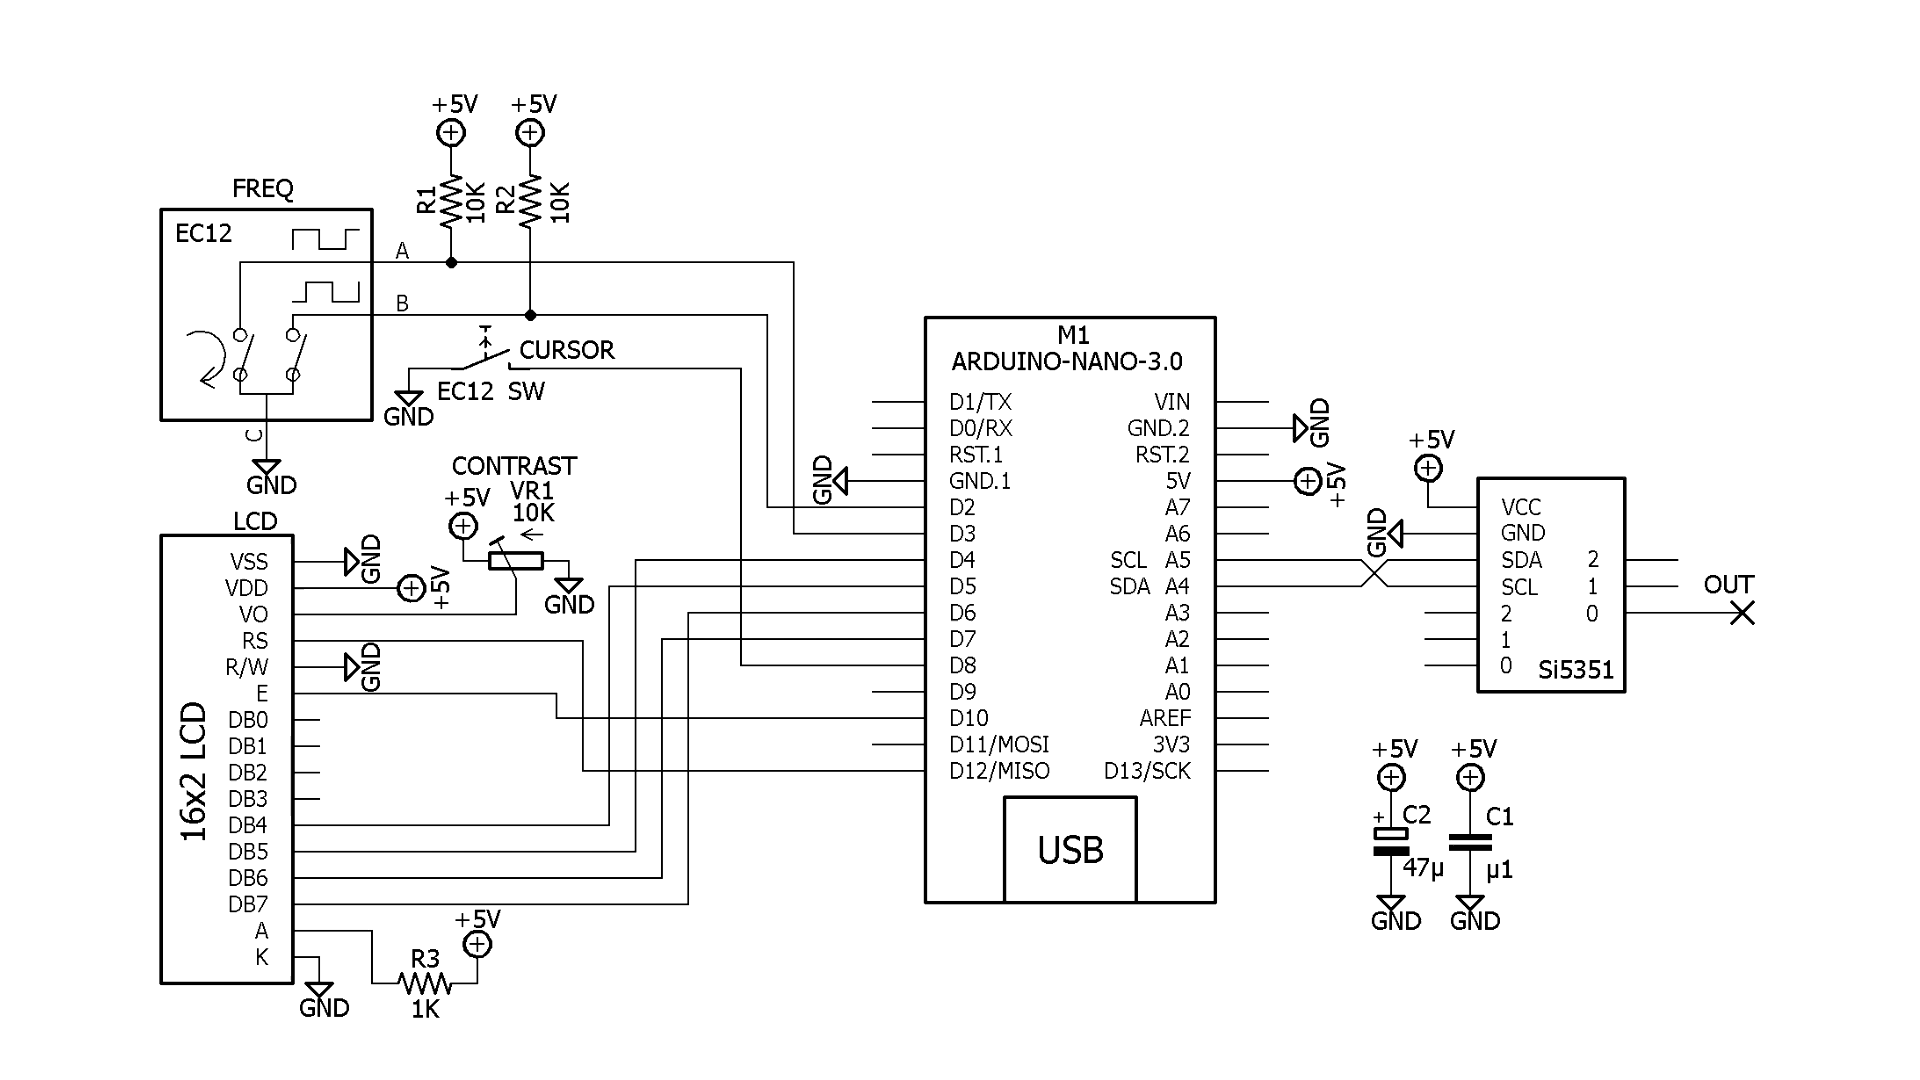 +5V +5V
FREQ
R1 10K R2 10K
EC12
A
B
CURSOR
EC12 SW
GND
C
GND
CONTRAST
+5V VR1
10K
GND
LCD
16x2 LCD
VSS GND
VDD +5V
VO
RS
R/W GND
E
DB0
DB1
DB2
DB3
DB4
DB5
DB6
DB7
A
K
GND
+5V
R3
1K
M1
ARDUINO-NANO-3.0
D1/TX VIN
D0/RX GND.2 GND
RST.1 RST.2
GND GND.1 5V +5V
D2 A7
D3 A6
D4 SCL A5
D5 SDA A4
D6 A3
D7 A2
D8 A1
D9 A0
D10 AREF
D11/MOSI 3V3
D12/MISO D13/SCK
USB
+5V
VCC
GND GND
SDA 2
SCL 1
2 0
1
0 Si5351
OUT
+5V +5V
+ C2 C1
47µ µ1
GND GND